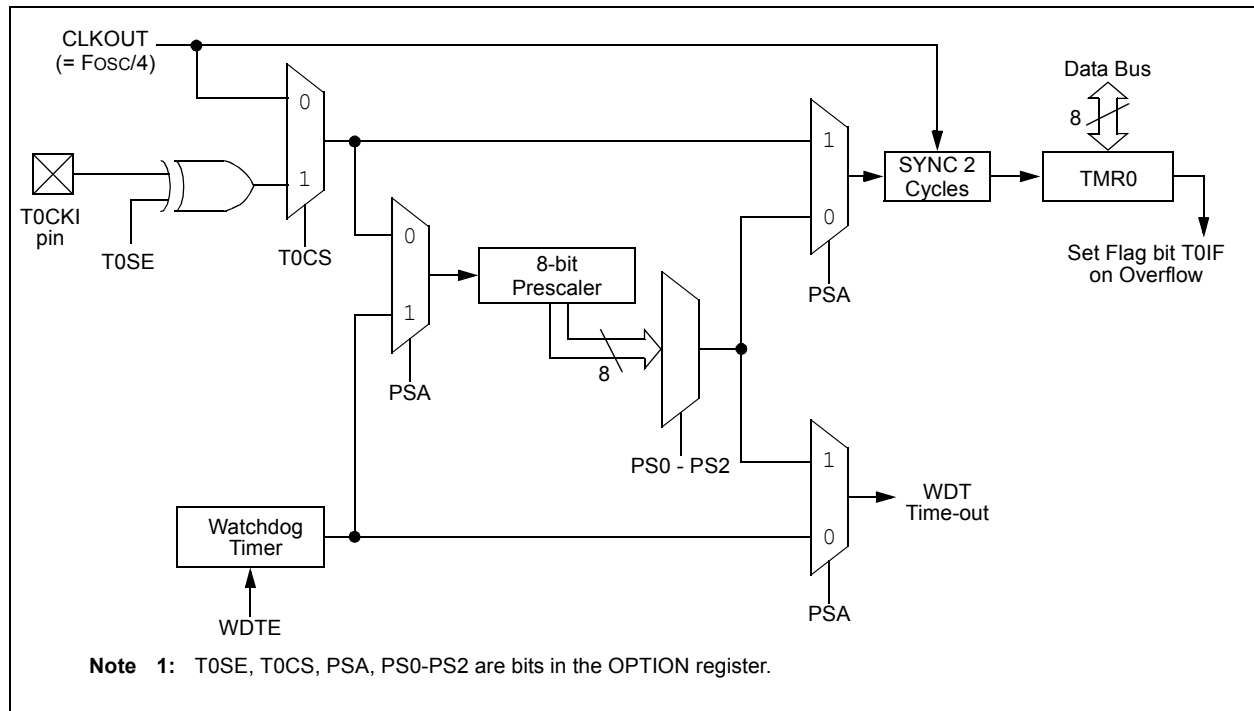 CLKOUT
(= FOSC/4)
Data Bus
0
1
8
1
SYNC 2
Cycles
TMR0
T0CKI
pin
T0SE
T0CS
0
8-bit
Prescaler
0
PSA
Set Flag bit T0IF
on Overflow
1
8
PSA
PS0 - PS2
1
WDT
Time-out
Watchdog
Timer
0
WDTE
PSA
Note 1: T0SE, T0CS, PSA, PS0-PS2 are bits in the OPTION register.